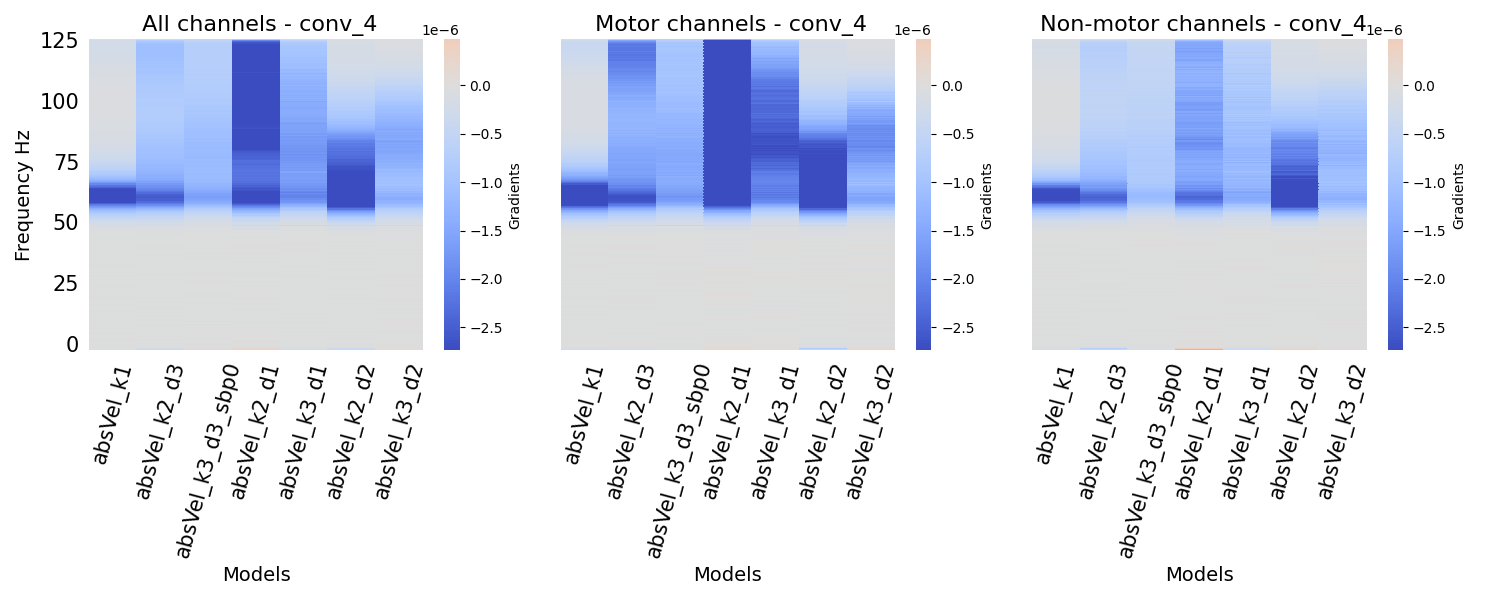 All channels - conv_4
1e−6
125
100
75
50
25
0
Frequency Hz
0.0
−0.5
−1.0
−1.5
−2.0
−2.5
Gradients
absVel_k1
absVel_k2_d3
absVel_k3_d3_sbp0
absVel_k2_d1
absVel_k3_d1
absVel_k2_d2
absVel_k3_d2
Models
Motor channels - conv_4
1e−6
0.0
−0.5
−1.0
−1.5
−2.0
−2.5
Gradients
absVel_k1
absVel_k2_d3
absVel_k3_d3_sbp0
absVel_k2_d1
absVel_k3_d1
absVel_k2_d2
absVel_k3_d2
Models
Non-motor channels - conv_4
1e−6
0.0
−0.5
−1.0
−1.5
−2.0
−2.5
Gradients
absVel_k1
absVel_k2_d3
absVel_k3_d3_sbp0
absVel_k2_d1
absVel_k3_d1
absVel_k2_d2
absVel_k3_d2
Models